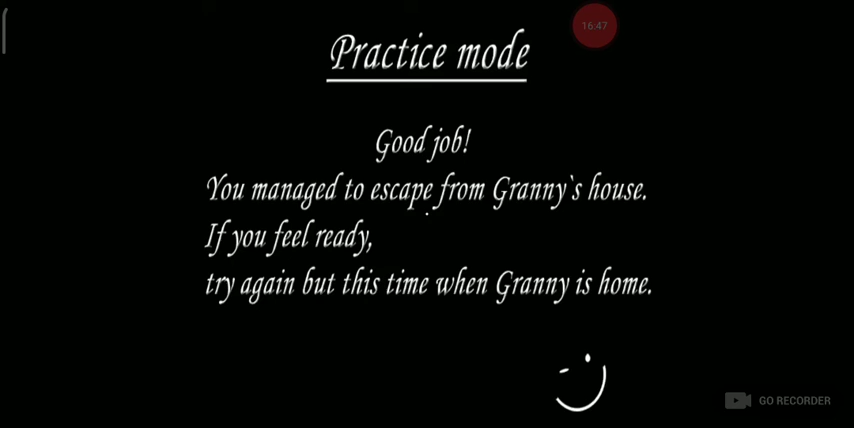 16:47
Practice mode
Good job!
You managed to escape from Granny`s house.
If you feel ready,
try again but this time when Granny is home.
GO RECORDER